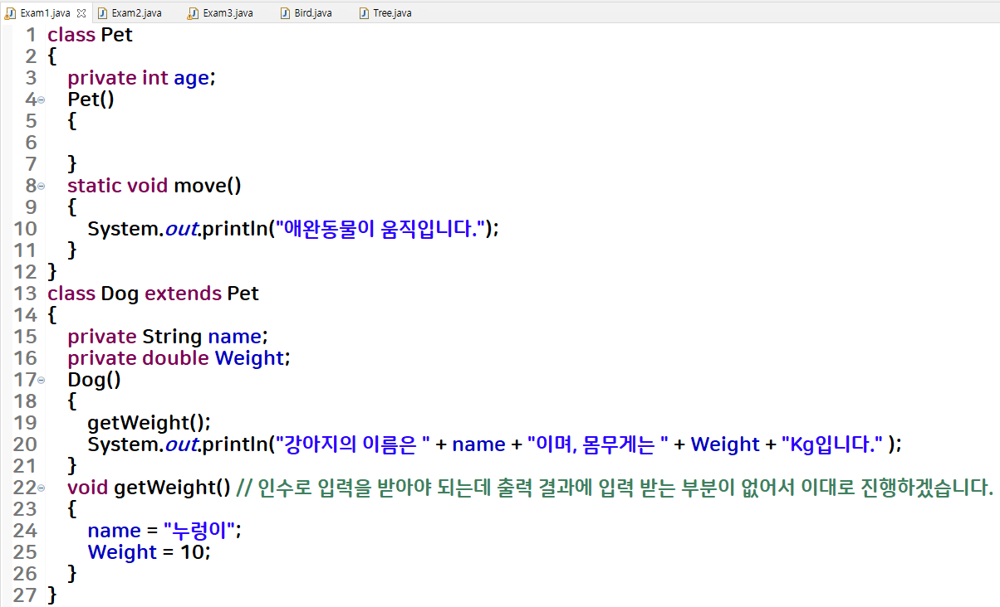 Exam1.java Exam2.java Exam3.java Bird.java Tree.java
1 class Pet
2 {
3 private int age;
4 Pet()
5 {
6
7 }
8 static void move()
9 {
10 System.out.println("애완동물이 움직입니다.");
11 }
12 }
13 class Dog extends Pet
14 {
15 private String name;
16 private double Weight;
17 Dog()
18 {
19 getWeight();
20 System.out.println("강아지의 이름은 " + name + "이며, 몸무게는 " + Weight + "Kg입니다." );
21 }
22 void getWeight() // 인수로 입력을 받아야 되는데 출력 결과에 입력 받는 부분이 없어서 이대로 진행하겠습니다.
23 {
24 name = "누렁이";
25 Weight = 10;
26 }
27 }